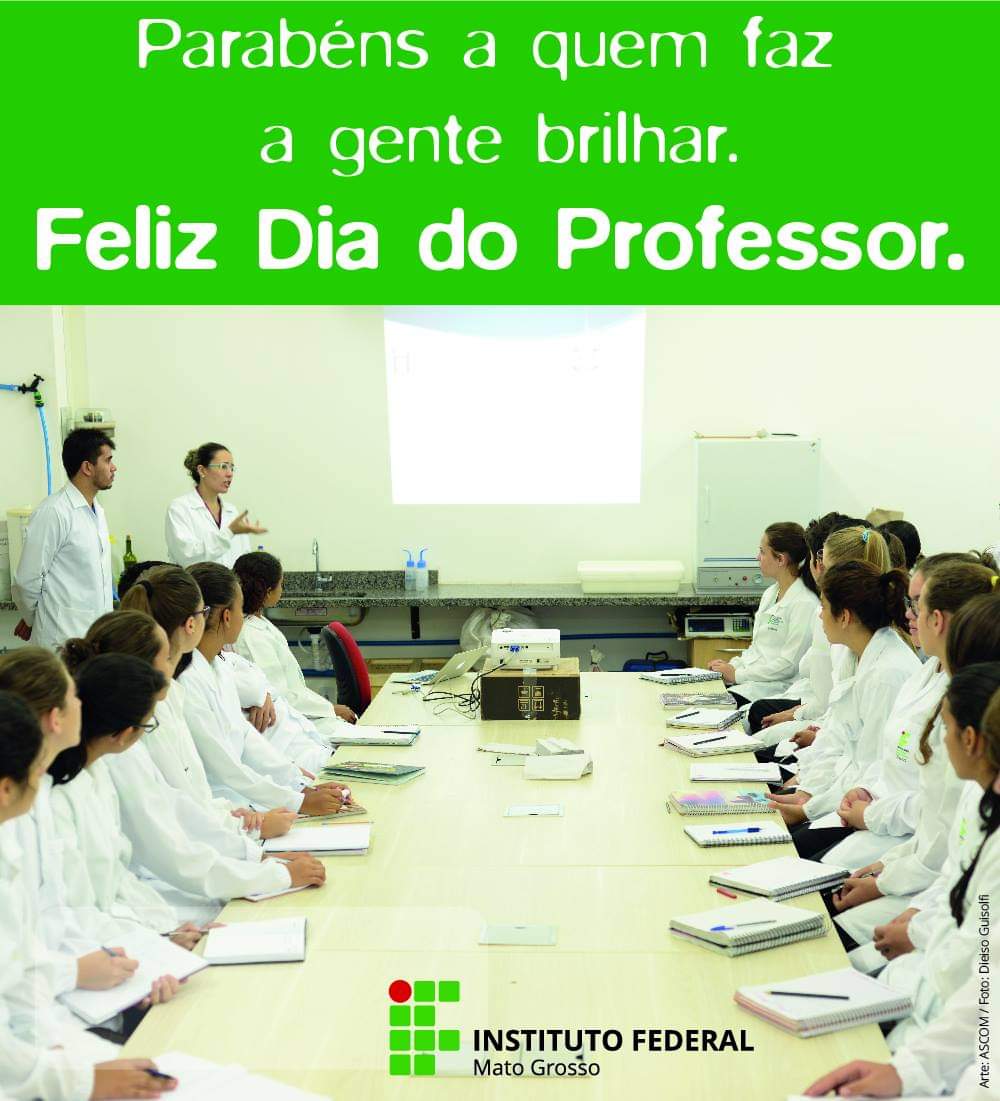 Parabéns a quem faz
a gente brilhar.
Feliz Dia do Professor.
INSTITUTO FEDERAL
Mato Grosso
Arte: ASCOM / Foto: Dielso Guisolfi